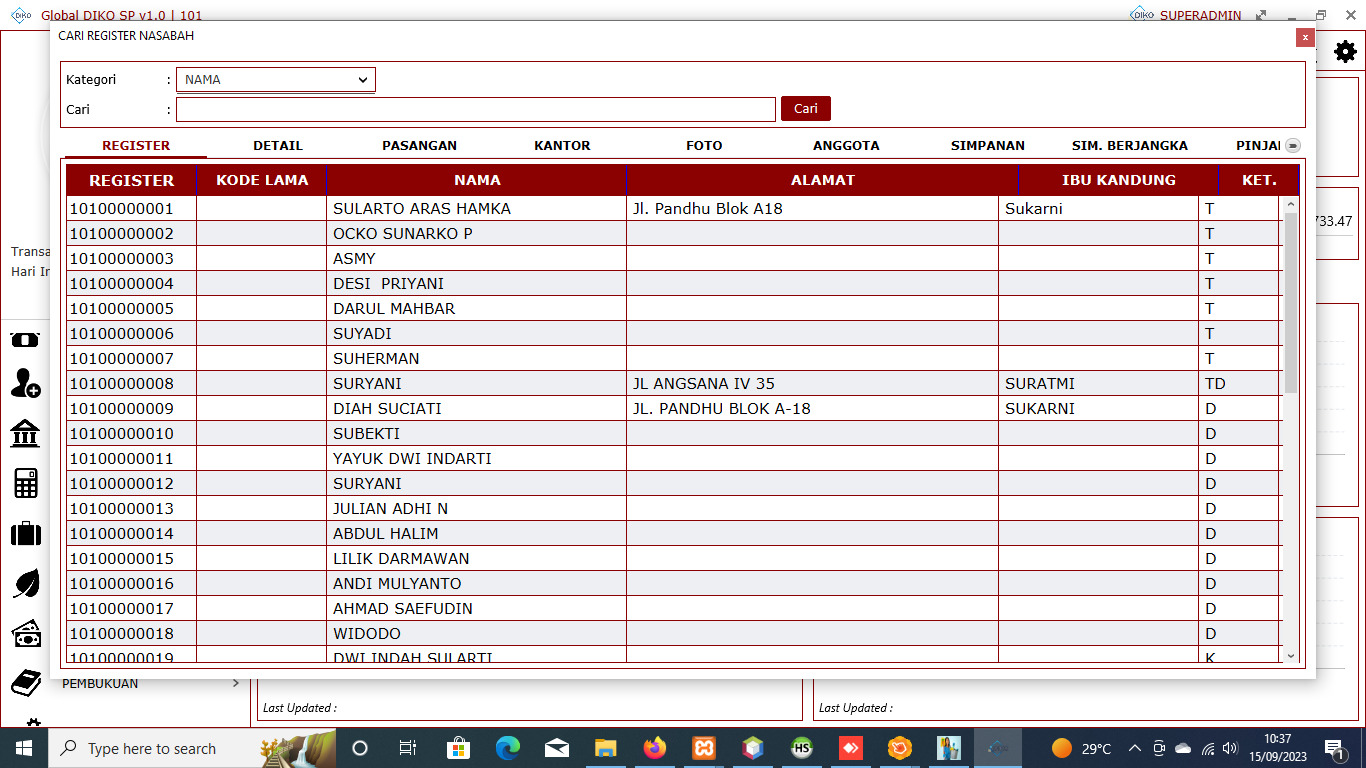 DIKO Global DIKO SP v1.0 | 101 DIKO SUPERADMIN
CARI REGISTER NASABAH
x
Kategori : NAMA
Cari : Cari
REGISTER DETAIL PASANGAN KANTOR FOTO ANGGOTA SIMPANAN SIM. BERJANGKA PINJA
REGISTER KODE LAMA NAMA ALAMAT IBU KANDUNG KET.
10100000001 SULARTO ARAS HAMKA Jl. Pandhu Blok A18 Sukarni T
733.47
10100000002 OCKO SUNARKO P T
Transa
10100000003 ASMY T
Hari In
10100000004 DESI  PRIYANI T
10100000005 DARUL MAHBAR T
10100000006 SUYADI T
10100000007 SUHERMAN T
10100000008 SURYANI JL ANGSANA IV 35 SURATMI TD
10100000009 DIAH SUCIATI JL. PANDHU BLOK A-18 SUKARNI D
10100000010 SUBEKTI D
10100000011 YAYUK DWI INDARTI D
10100000012 SURYANI D
10100000013 JULIAN ADHI N D
10100000014 ABDUL HALIM D
10100000015 LILIK DARMAWAN D
10100000016 ANDI MULYANTO D
10100000017 AHMAD SAEFUDIN D
10100000018 WIDODO D
10100000019 DWI INDAH SULARTI K
PEMBUKUAN >
Last Updated : Last Updated :
Type here to search HS DIKO 29°C 10:37
15/09/2023 1